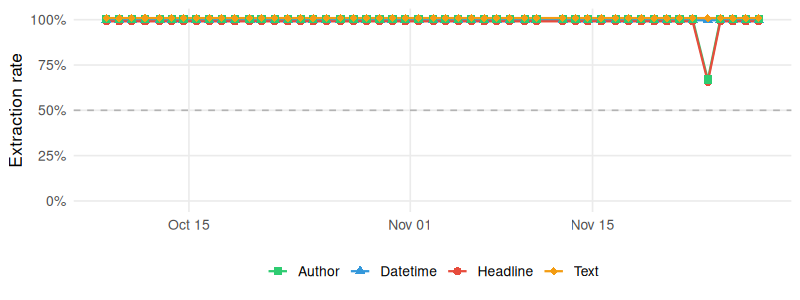 100%
75%
50%
25%
0%
Extraction rate
Oct 15 Nov 01 Nov 15
Author Datetime Headline Text